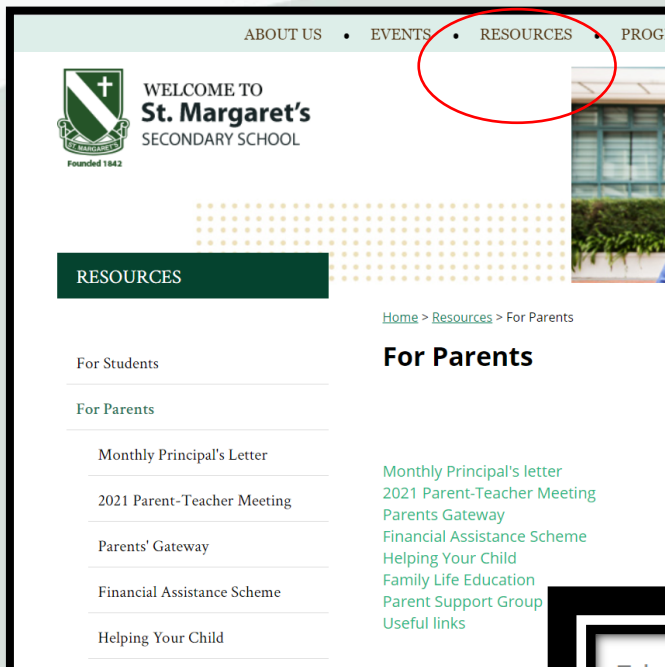 ABOUT US • EVENTS • RESOURCES • PROG
WELCOME TO
St. Margaret's
SECONDARY SCHOOL
ST. MARGARET'S
Founded 1842
RESOURCES
Home > Resources > For Parents
For Parents
For Students
For Parents
Monthly Principal's Letter
2021 Parent-Teacher Meeting
Parents' Gateway
Financial Assistance Scheme
Helping Your Child
Monthly Principal's letter
2021 Parent-Teacher Meeting
Parents Gateway
Financial Assistance Scheme
Helping Your Child
Family Life Education
Parent Support Group
Useful links